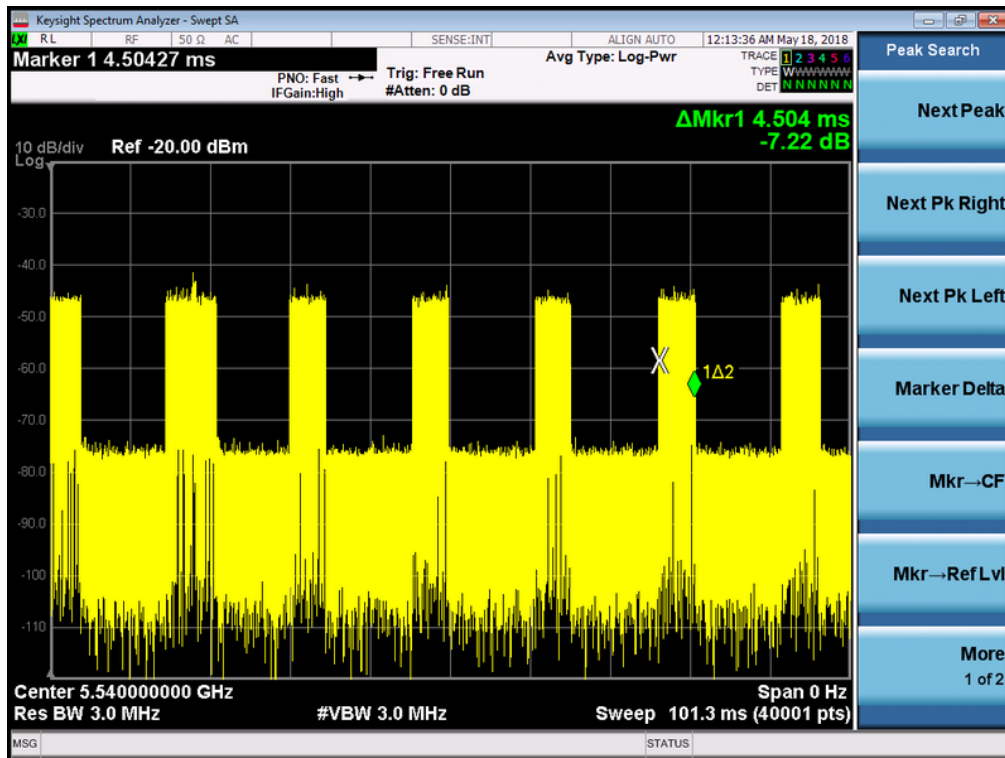 Keysight Spectrum Analyzer - Swept SA
LXI RL RF 50 Ω AC SENSE:INT ALIGN AUTO 12:13:36 AM May 18, 2018
Marker 1 4.50427 ms
PNO: Fast
IFGain:High
Trig: Free Run
#Atten: 0 dB
Avg Type: Log-Pwr
TRACE 1 2 3 4 5 6
TYPE W
DET N N N N N N
ΔMkr1 4.504 ms
-7.22 dB
10 dB/div Ref -20.00 dBm
Log
-30.0
-40.0
-50.0
-60.0
-70.0
-80.0
-90.0
-100
-110
X
1Δ2
Center 5.540000000 GHz Span 0 Hz
Res BW 3.0 MHz #VBW 3.0 MHz Sweep 101.3 ms (40001 pts)
MSG STATUS
Peak Search
Next Peak
Next Pk Right
Next Pk Left
Marker Delta
Mkr→CF
Mkr→Ref Lvl
More
1 of 2